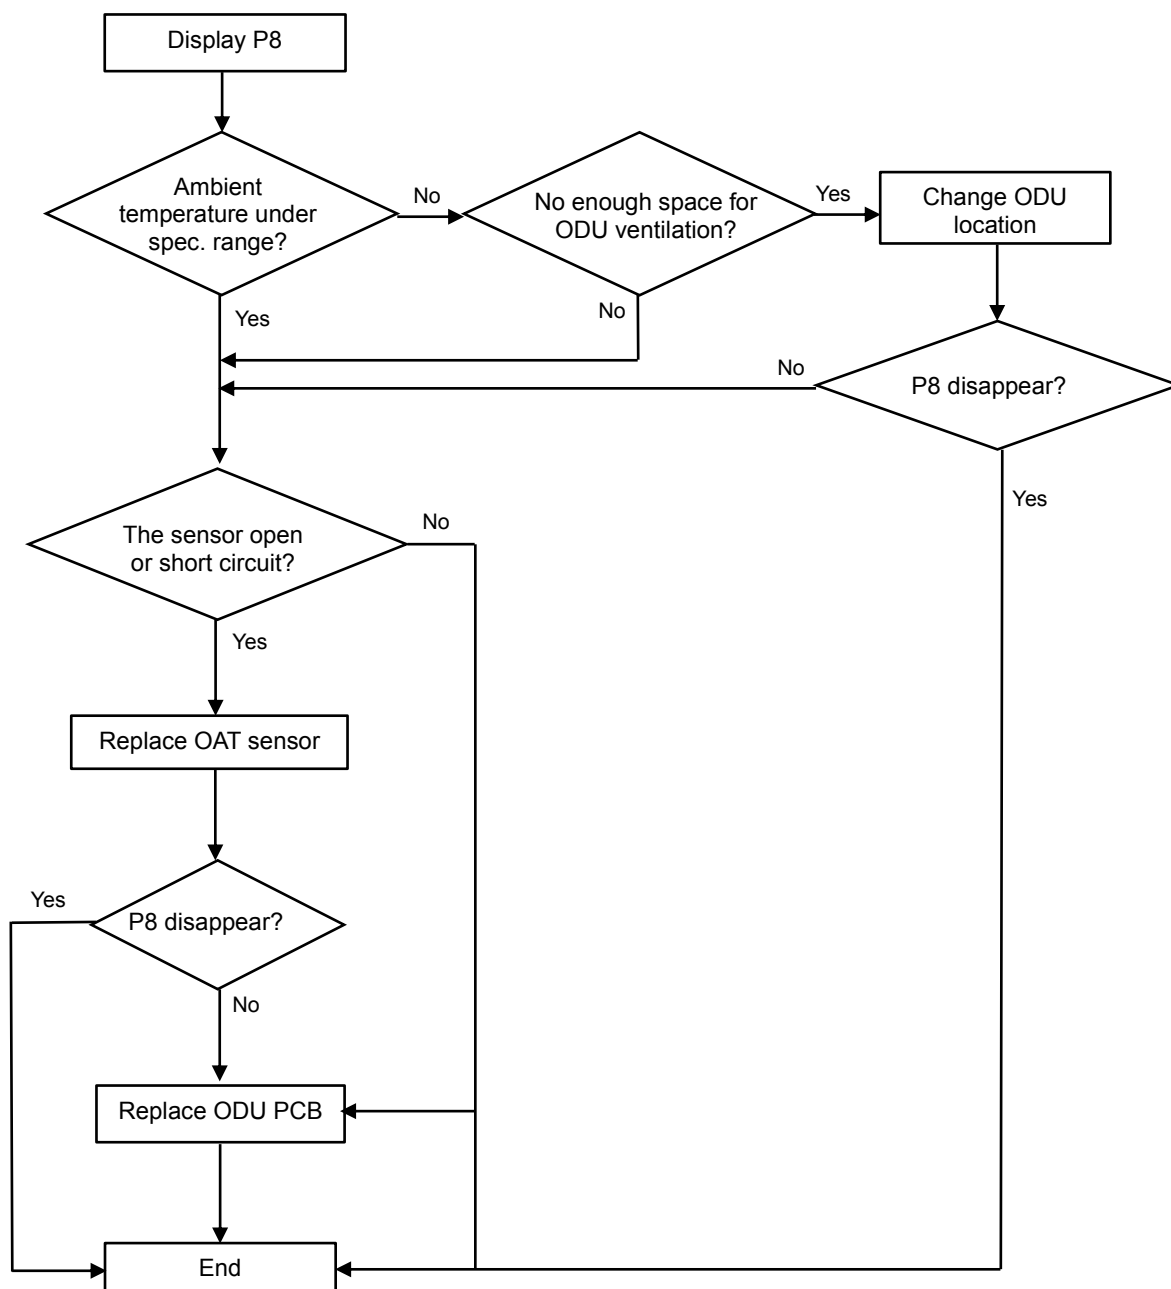 Display P8
Ambient
temperature under
spec. range?
No
No enough space for
ODU ventilation?
Yes
Change ODU
location
Yes
No
No
P8 disappear?
Yes
The sensor open
or short circuit?
No
Yes
Replace OAT sensor
Yes
P8 disappear?
No
Replace ODU PCB
End